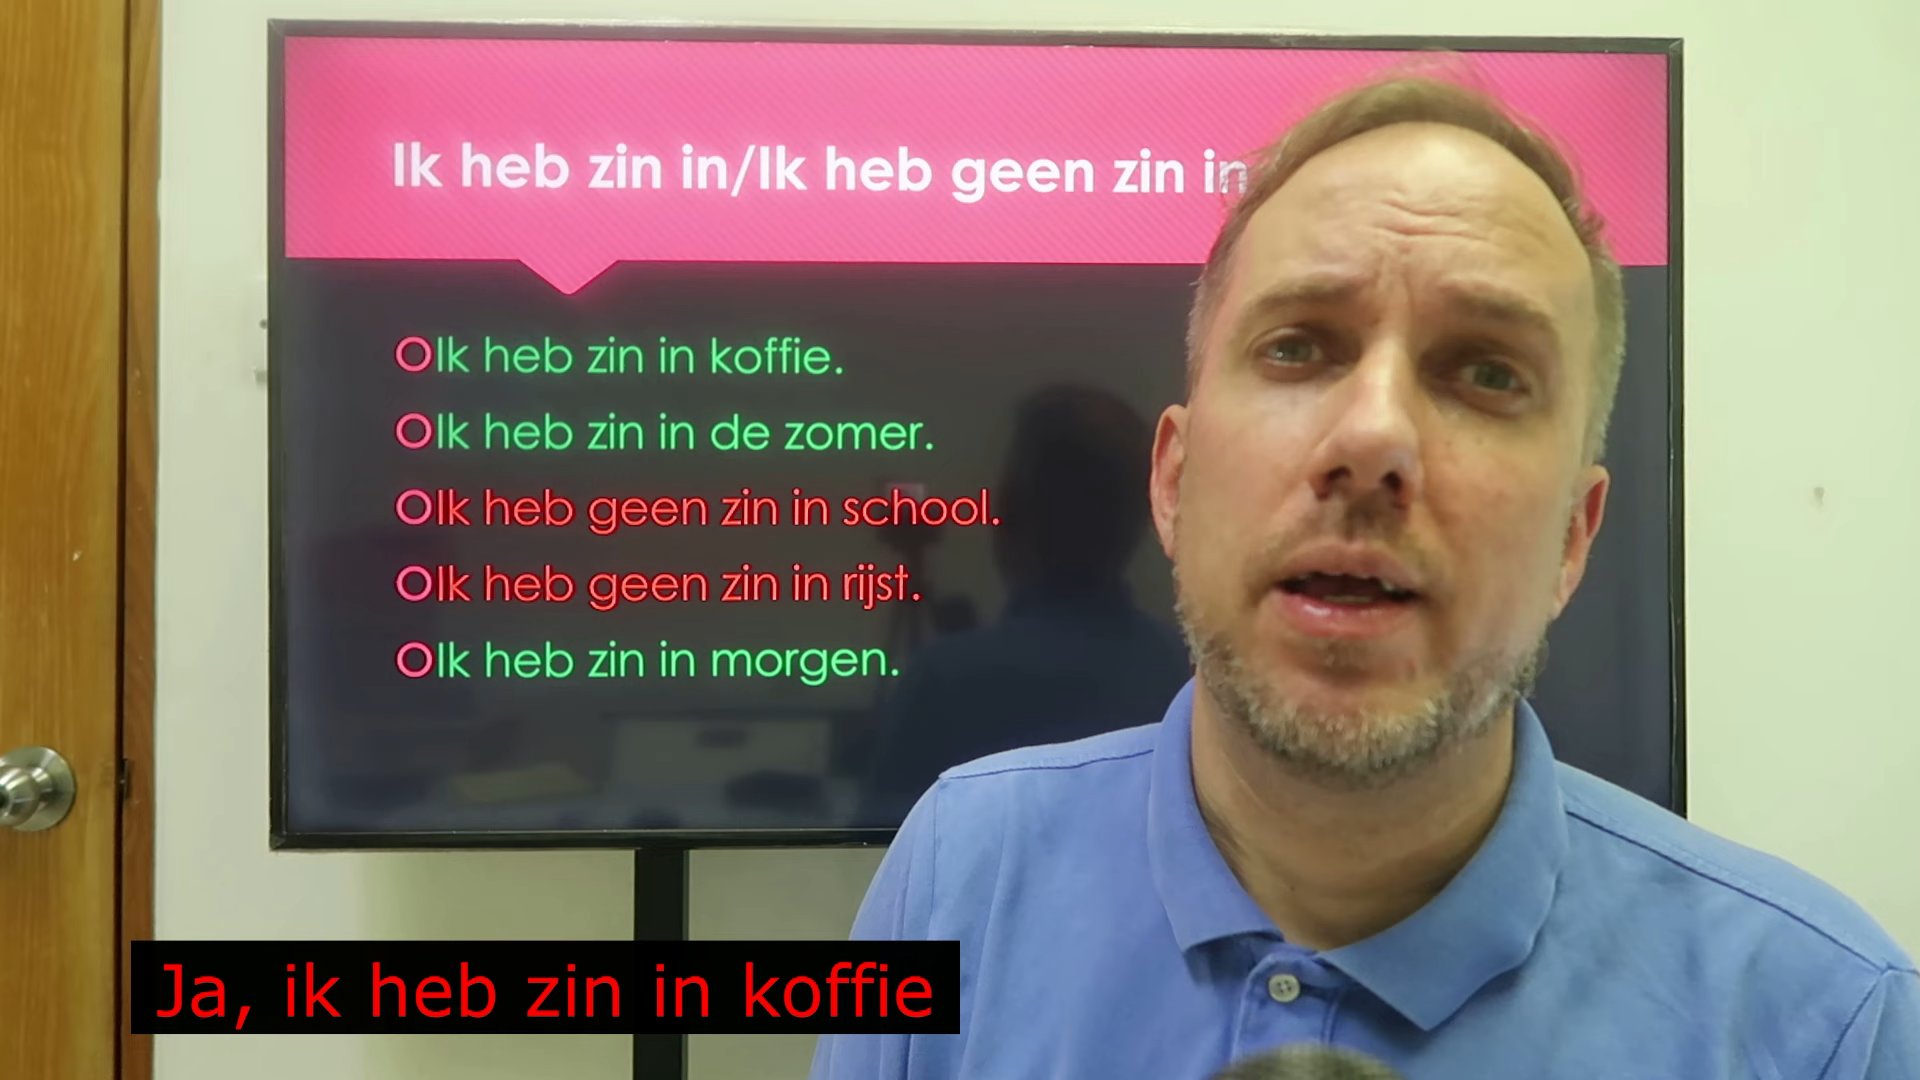 Ik heb zin in/Ik heb geen zin in
Ik heb zin in koffie.
Ik heb zin in de zomer.
Ik heb geen zin in school.
Ik heb geen zin in rijst.
Ik heb zin in morgen.
Ja, ik heb zin in koffie